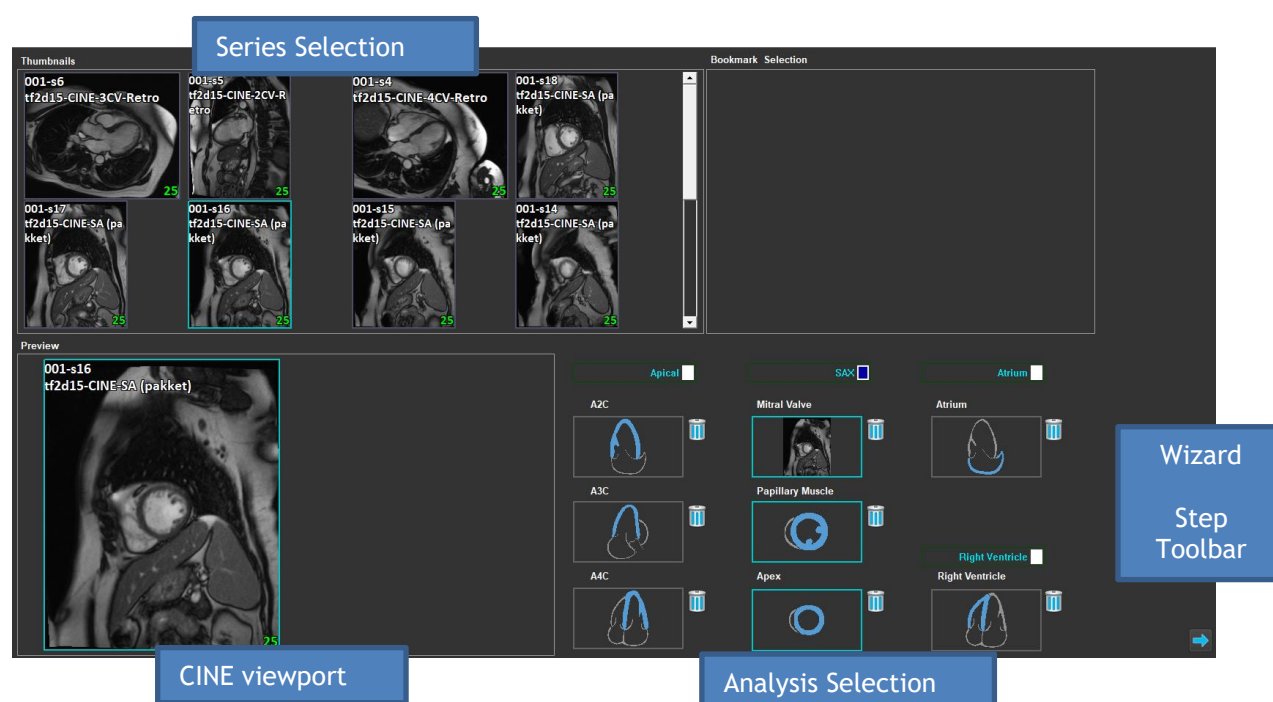 Series Selection
Thumbnails
Bookmark Selection
001-s6
tf2d15-CINE-3CV-Retro
25
001-s5
tf2d15-CINE-2CV-R
etro
25
001-s4
tf2d15-CINE-4CV-Retro
25
001-s18
tf2d15-CINE-SA (pa
kket)
25
001-s17
tf2d15-CINE-SA (pa
kket)
25
001-s16
tf2d15-CINE-SA (pa
kket)
25
001-s15
tf2d15-CINE-SA (pa
kket)
25
001-s14
tf2d15-CINE-SA (pa
kket)
25
Preview
001-s16
tf2d15-CINE-SA (pakket)
25
Apical
SAX
Atrium
A2C
Mitral Valve
Atrium
A3C
Papillary Muscle
Right Ventricle
A4C
Apex
Right Ventricle
Wizard
Step
Toolbar
CINE viewport
Analysis Selection